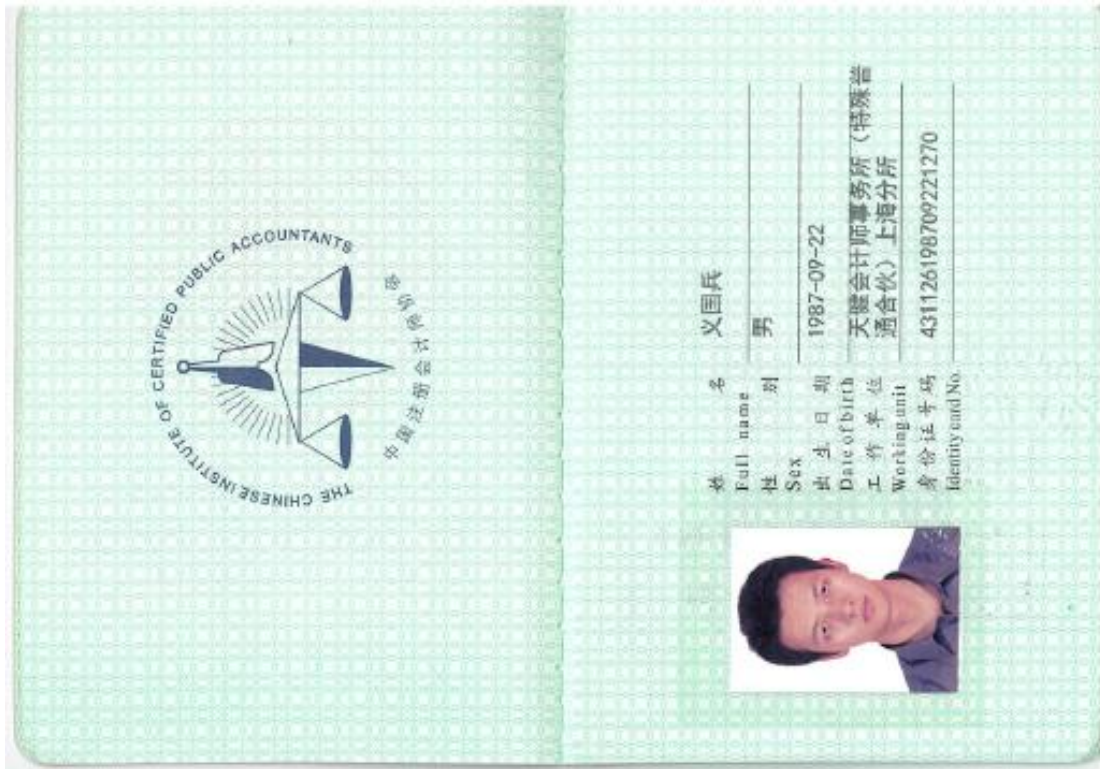 THE CHINESE INSTITUTE OF CERTIFIED PUBLIC ACCOUNTANTS
中国注册会计师协会
姓 名 义国兵
Full name
性 别 男
Sex
出生日期 1987-09-22
Date of birth
工作单位 天健会计师事务所（特殊普
Working unit 通合伙）上海分所
身份证号码 431126198709221270
Identity card No.